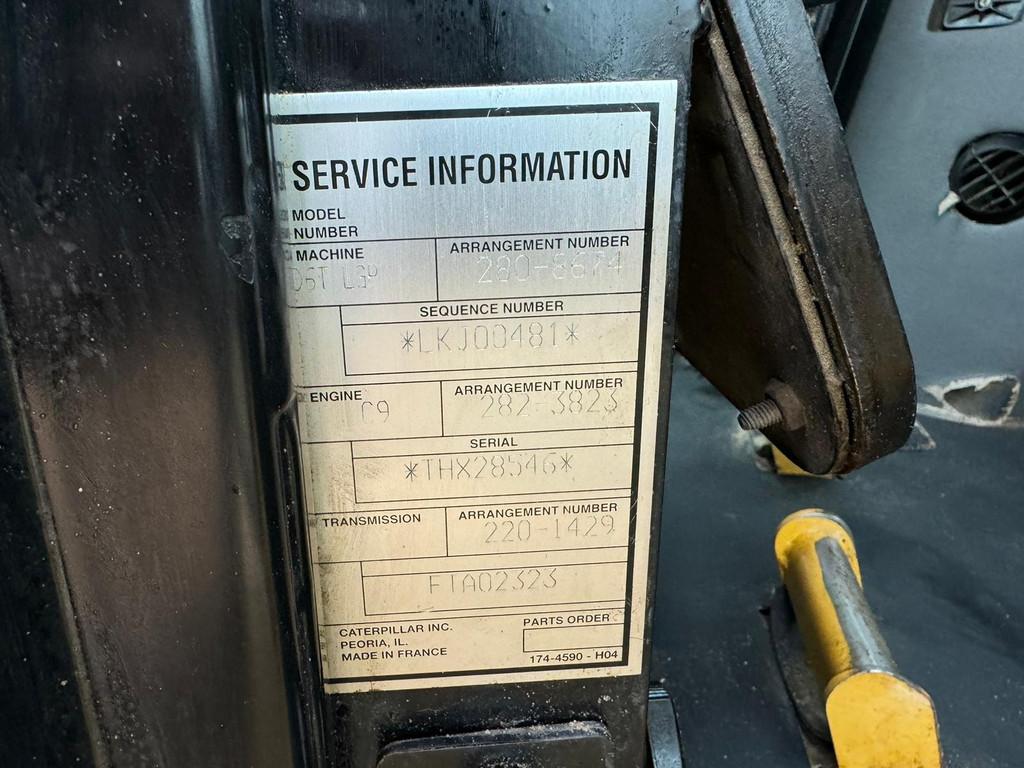 SERVICE INFORMATION
MODEL
NUMBER
MACHINE
D6T LGP
ARRANGEMENT NUMBER
280-8674
SEQUENCE NUMBER
*LKJ00481*
ENGINE
C9
ARRANGEMENT NUMBER
282-3823
SERIAL
*THX28546*
TRANSMISSION
ARRANGEMENT NUMBER
220-1429
FTA02323
CATERPILLAR INC.
PEORIA, IL.
MADE IN FRANCE
PARTS ORDER
174-4590 - H04